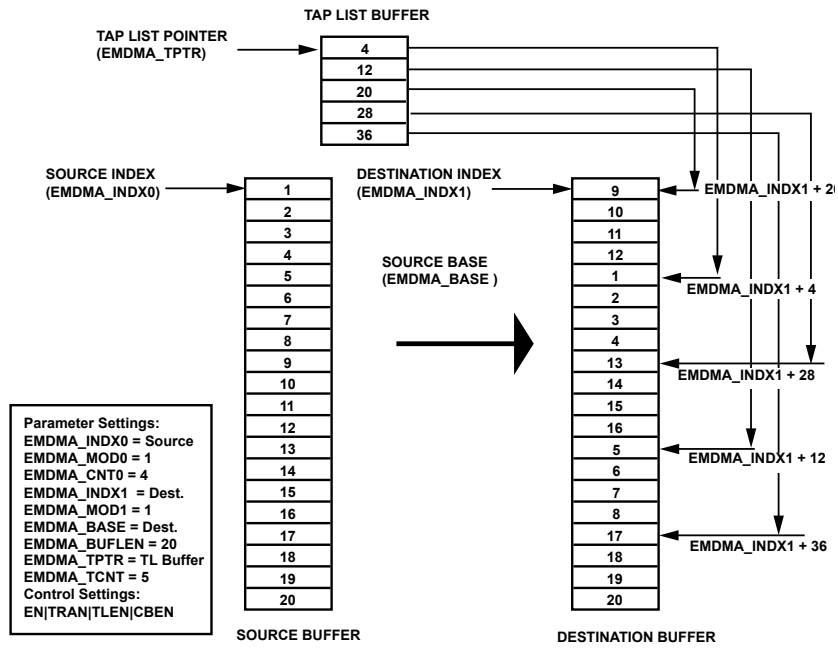 TAP LIST BUFFER
TAP LIST POINTER
(EMDMA_TPTR)
4
12
20
28
36
SOURCE INDEX
(EMDMA_INDX0)
1
2
3
4
5
6
7
8
9
10
11
12
13
14
15
16
17
18
19
20
SOURCE BUFFER
DESTINATION INDEX
(EMDMA_INDX1)
SOURCE BASE
(EMDMA_BASE )
9
10
11
12
1
2
3
4
13
14
15
16
5
6
7
8
17
18
19
20
DESTINATION BUFFER
EMDMA_INDX1 + 20
EMDMA_INDX1 + 4
EMDMA_INDX1 + 28
EMDMA_INDX1 + 12
EMDMA_INDX1 + 36
Parameter Settings:
EMDMA_INDX0 = Source
EMDMA_MOD0 = 1
EMDMA_CNT0 = 4
EMDMA_INDX1 = Dest.
EMDMA_MOD1 = 1
EMDMA_BASE = Dest.
EMDMA_BUFLEN = 20
EMDMA_TPTR = TL Buffer
EMDMA_TCNT = 5
Control Settings:
EN|TRAN|TLEN|CBEN